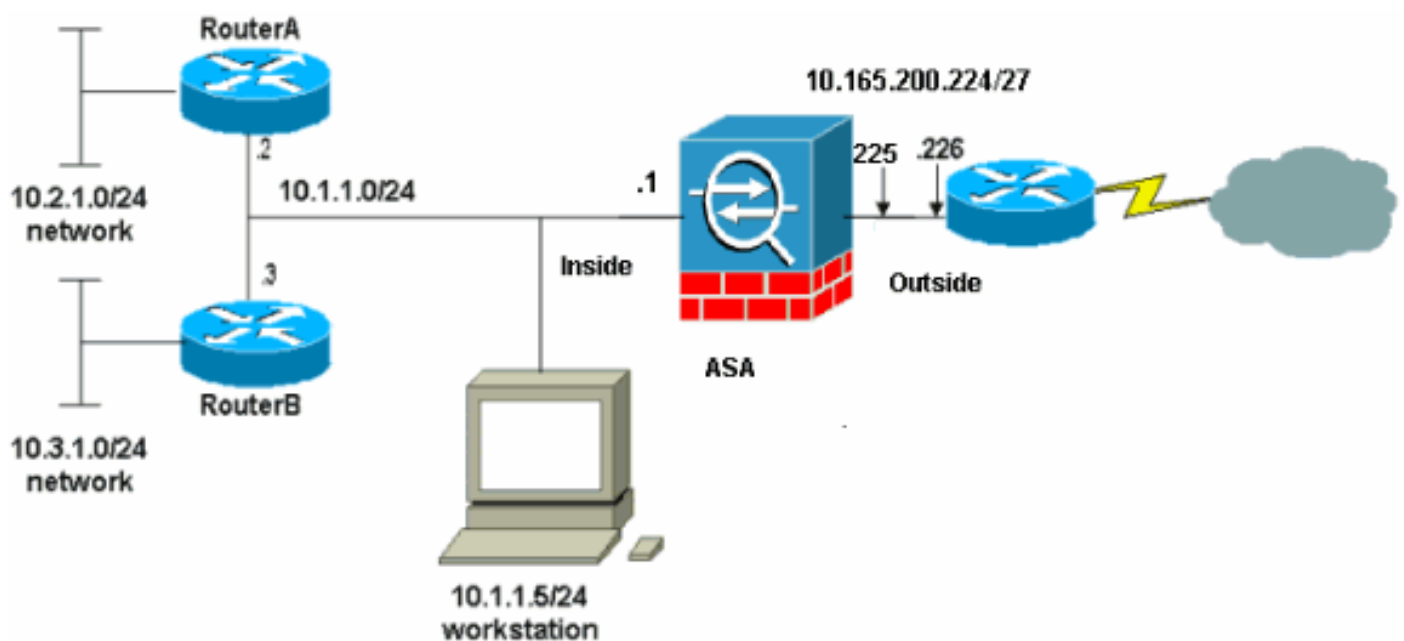 RouterA
10.165.200.224/27
.2
10.2.1.0/24
network
10.1.1.0/24
.1
225
.226
.3
Inside
Outside
RouterB
ASA
10.3.1.0/24
network
10.1.1.5/24
workstation